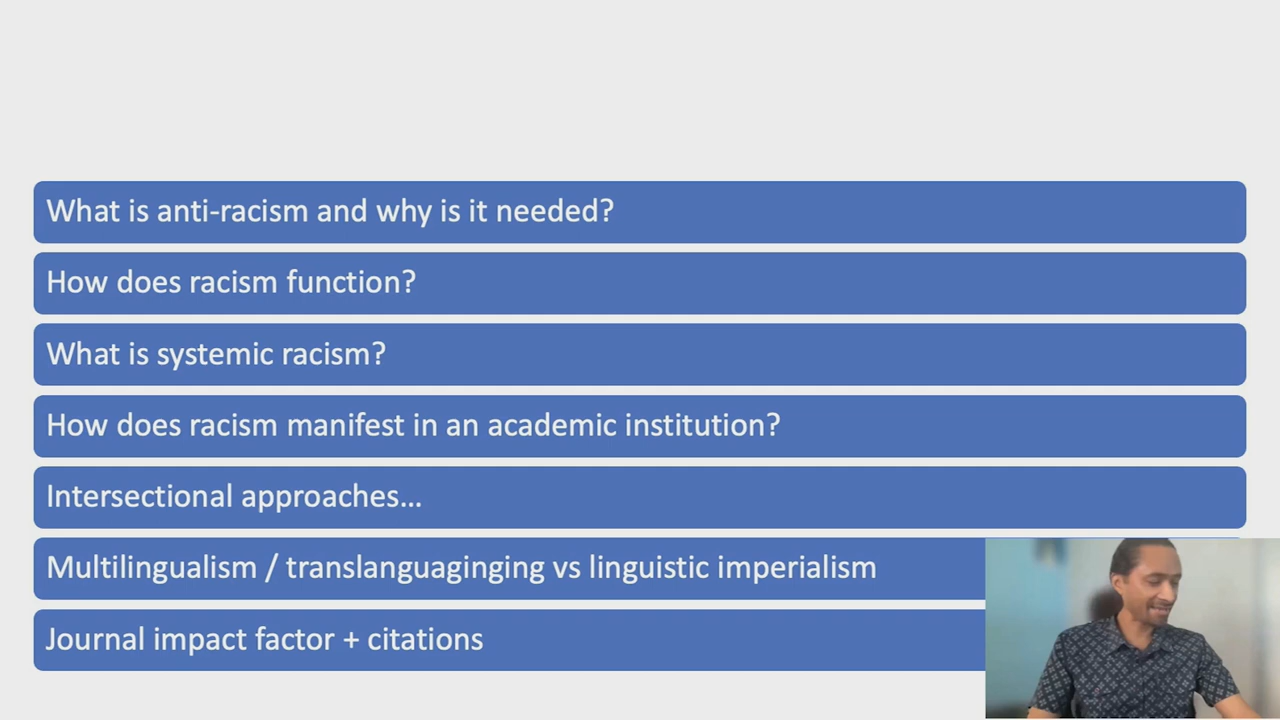 What is anti-racism and why is it needed?
How does racism function?
What is systemic racism?
How does racism manifest in an academic institution?
Intersectional approaches...
Multilingualism / translanguaginging vs linguistic imperialism
Journal impact factor + citations